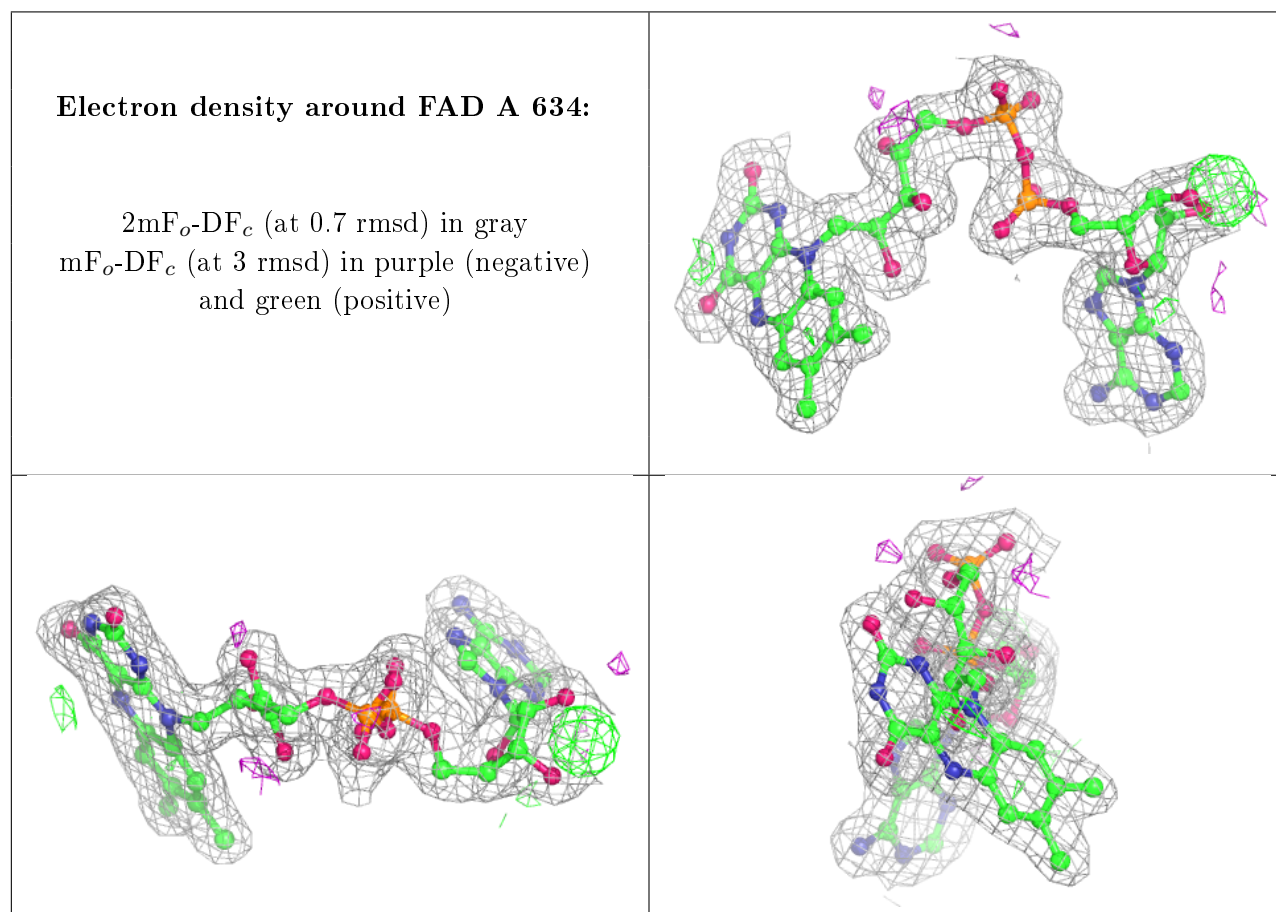 Electron density around FAD A 634:
2mFₒ-DF𝒸 (at 0.7 rmsd) in gray
mFₒ-DF𝒸 (at 3 rmsd) in purple (negative)
and green (positive)